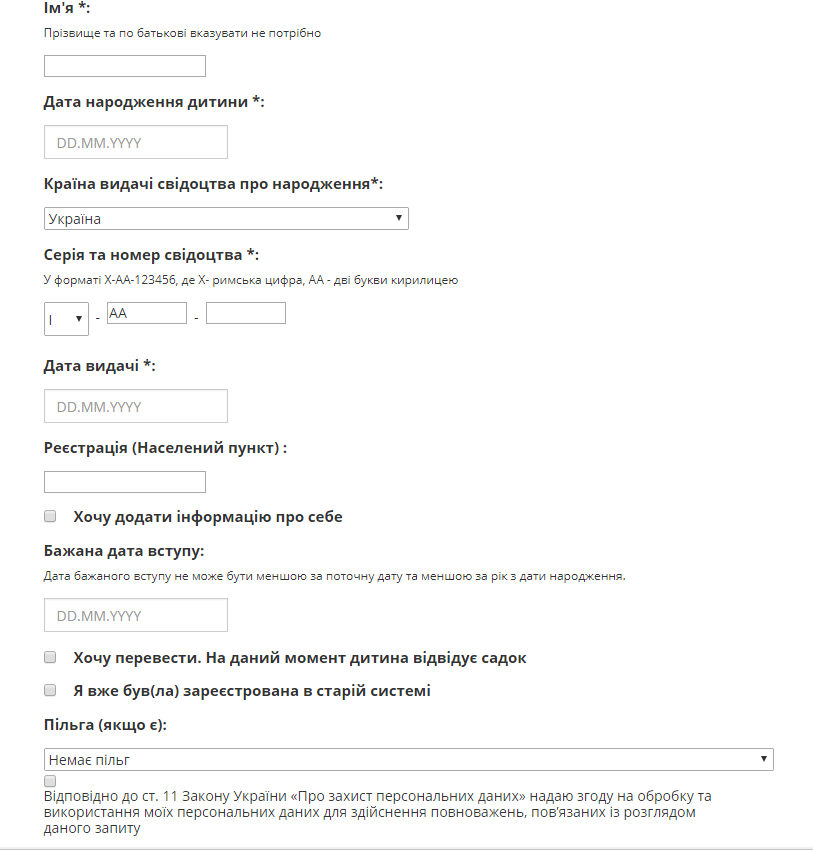 Ім'я *:
Прізвище та по батькові вказувати не потрібно
Дата народження дитини *:
DD.MM.YYYY
Країна видачі свідоцтва про народження*:
Україна
Серія та номер свідоцтва *:
У форматі Х-АА-123456, де Х- римська цифра, АА - дві букви кирилицею
I - АА -
Дата видачі *:
DD.MM.YYYY
Реєстрація (Населений пункт) :
Хочу додати інформацію про себе
Бажана дата вступу:
Дата бажаного вступу не може бути меншою за поточну дату та меншою за рік з дати народження.
DD.MM.YYYY
Хочу перевести. На даний момент дитина відвідує садок
Я вже був(ла) зареєстрована в старій системі
Пільга (якщо є):
Немає пільг
Відповідно до ст. 11 Закону України «Про захист персональних даних» надаю згоду на обробку та
використання моїх персональних даних для здійснення повноважень, пов'язаних із розглядом
даного запиту